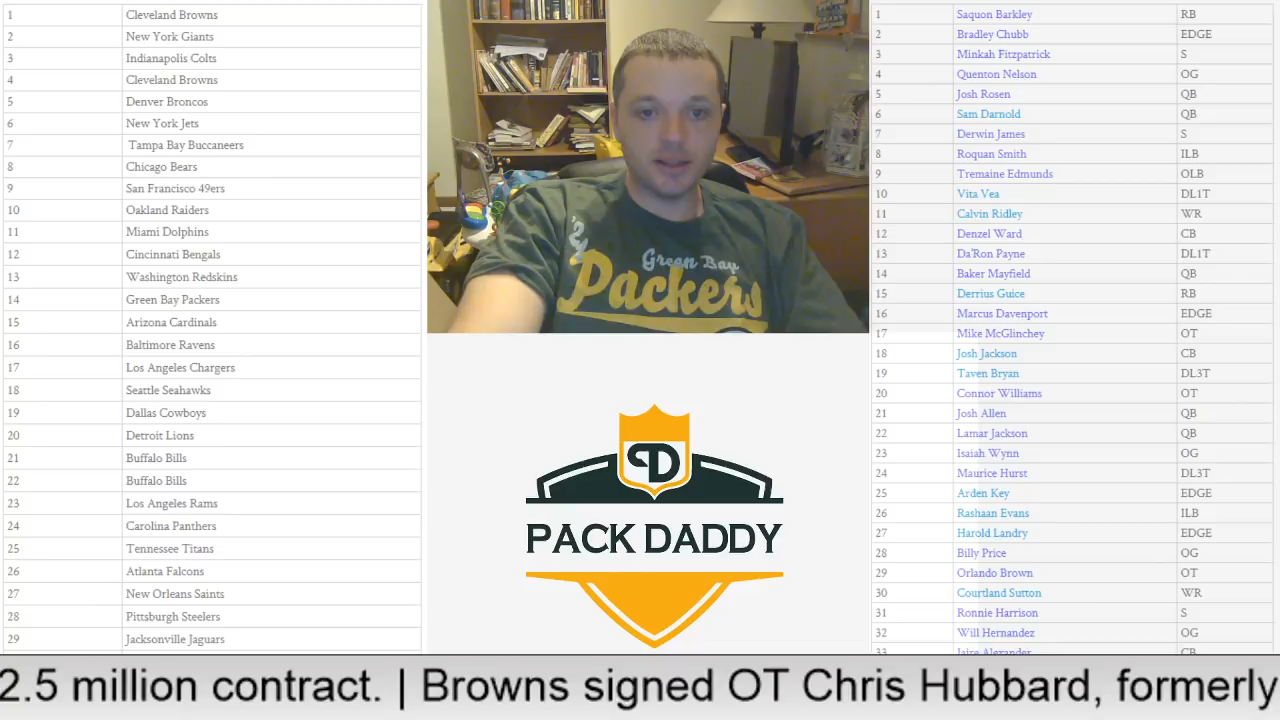 1 Cleveland Browns
2 New York Giants
3 Indianapolis Colts
4 Cleveland Browns
5 Denver Broncos
6 New York Jets
7 Tampa Bay Buccaneers
8 Chicago Bears
9 San Francisco 49ers
10 Oakland Raiders
11 Miami Dolphins
12 Cincinnati Bengals
13 Washington Redskins
14 Green Bay Packers
15 Arizona Cardinals
16 Baltimore Ravens
17 Los Angeles Chargers
18 Seattle Seahawks
19 Dallas Cowboys
20 Detroit Lions
21 Buffalo Bills
22 Buffalo Bills
23 Los Angeles Rams
24 Carolina Panthers
25 Tennessee Titans
26 Atlanta Falcons
27 New Orleans Saints
28 Pittsburgh Steelers
29 Jacksonville Jaguars
Green Bay
Packers
PD
PACK DADDY
1 Saquon Barkley RB
2 Bradley Chubb EDGE
3 Minkah Fitzpatrick S
4 Quenton Nelson OG
5 Josh Rosen QB
6 Sam Darnold QB
7 Derwin James S
8 Roquan Smith ILB
9 Tremaine Edmunds OLB
10 Vita Vea DL1T
11 Calvin Ridley WR
12 Denzel Ward CB
13 Da'Ron Payne DL1T
14 Baker Mayfield QB
15 Derrius Guice RB
16 Marcus Davenport EDGE
17 Mike McGlinchey OT
18 Josh Jackson CB
19 Taven Bryan DL3T
20 Connor Williams OT
21 Josh Allen QB
22 Lamar Jackson QB
23 Isaiah Wynn OG
24 Maurice Hurst DL3T
25 Arden Key EDGE
26 Rashaan Evans ILB
27 Harold Landry EDGE
28 Billy Price OG
29 Orlando Brown OT
30 Courtland Sutton WR
31 Ronnie Harrison S
32 Will Hernandez OG
33 Jaire Alexander CB
2.5 million contract. | Browns signed OT Chris Hubbard, formerly